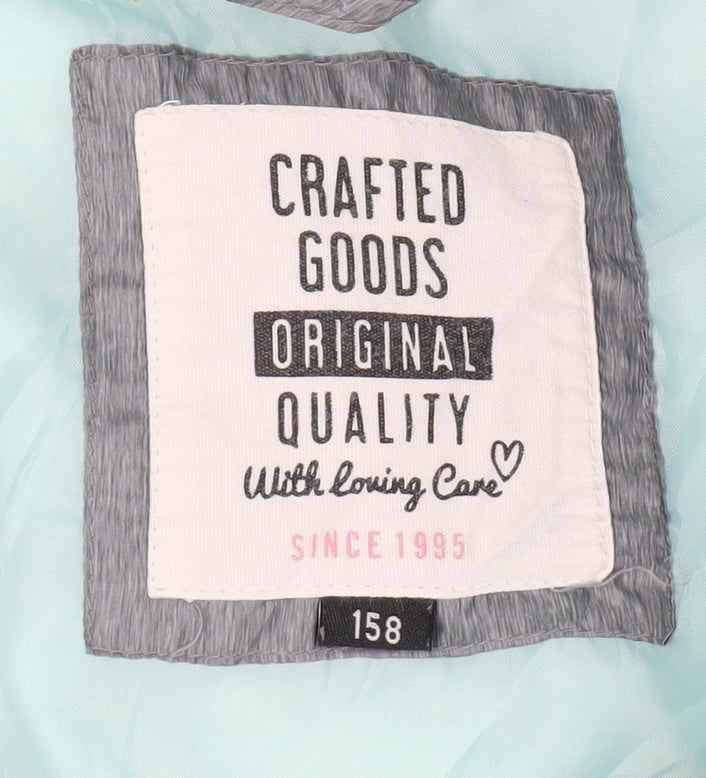 CRAFTED
GOODS
ORIGINAL
QUALITY
With Loving Care
SINCE 1995
158